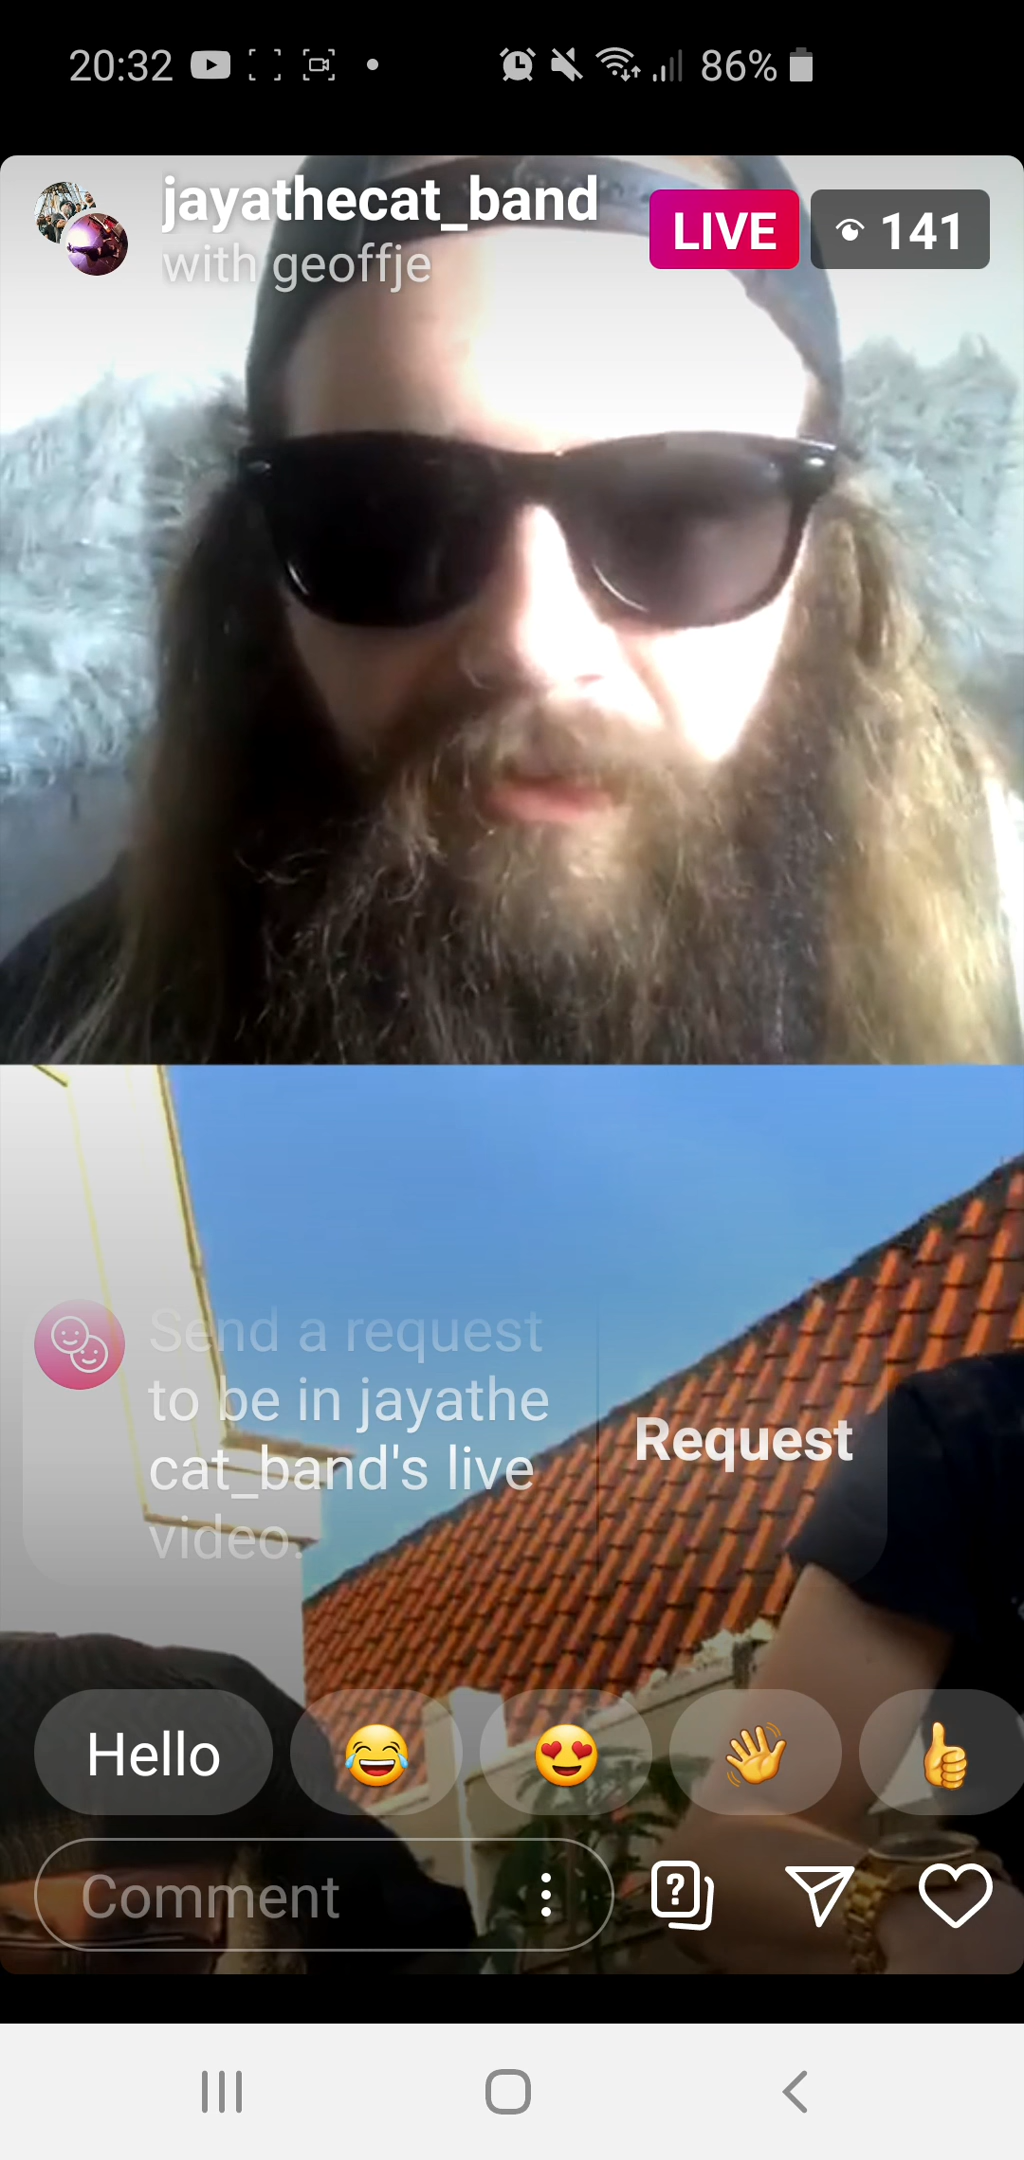 20:32 86%
jayathecat_band
with geoffje
LIVE 141
Send a request
to be in jayathe
cat_band's live
video.
Request
Hello
Comment